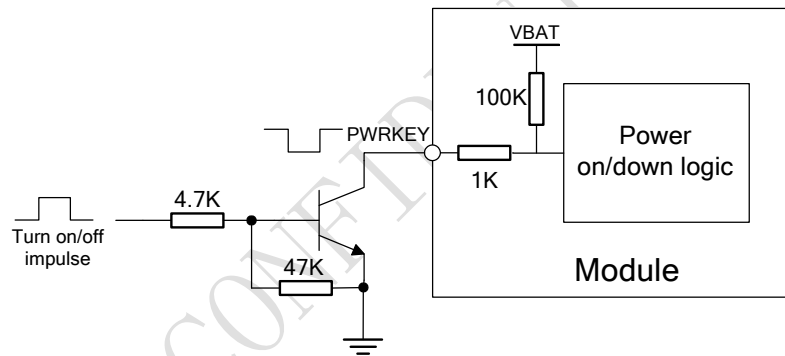 VBAT
100K
Power
on/down logic
PWRKEY
1K
4.7K
Turn on/off
impulse
47K
Module